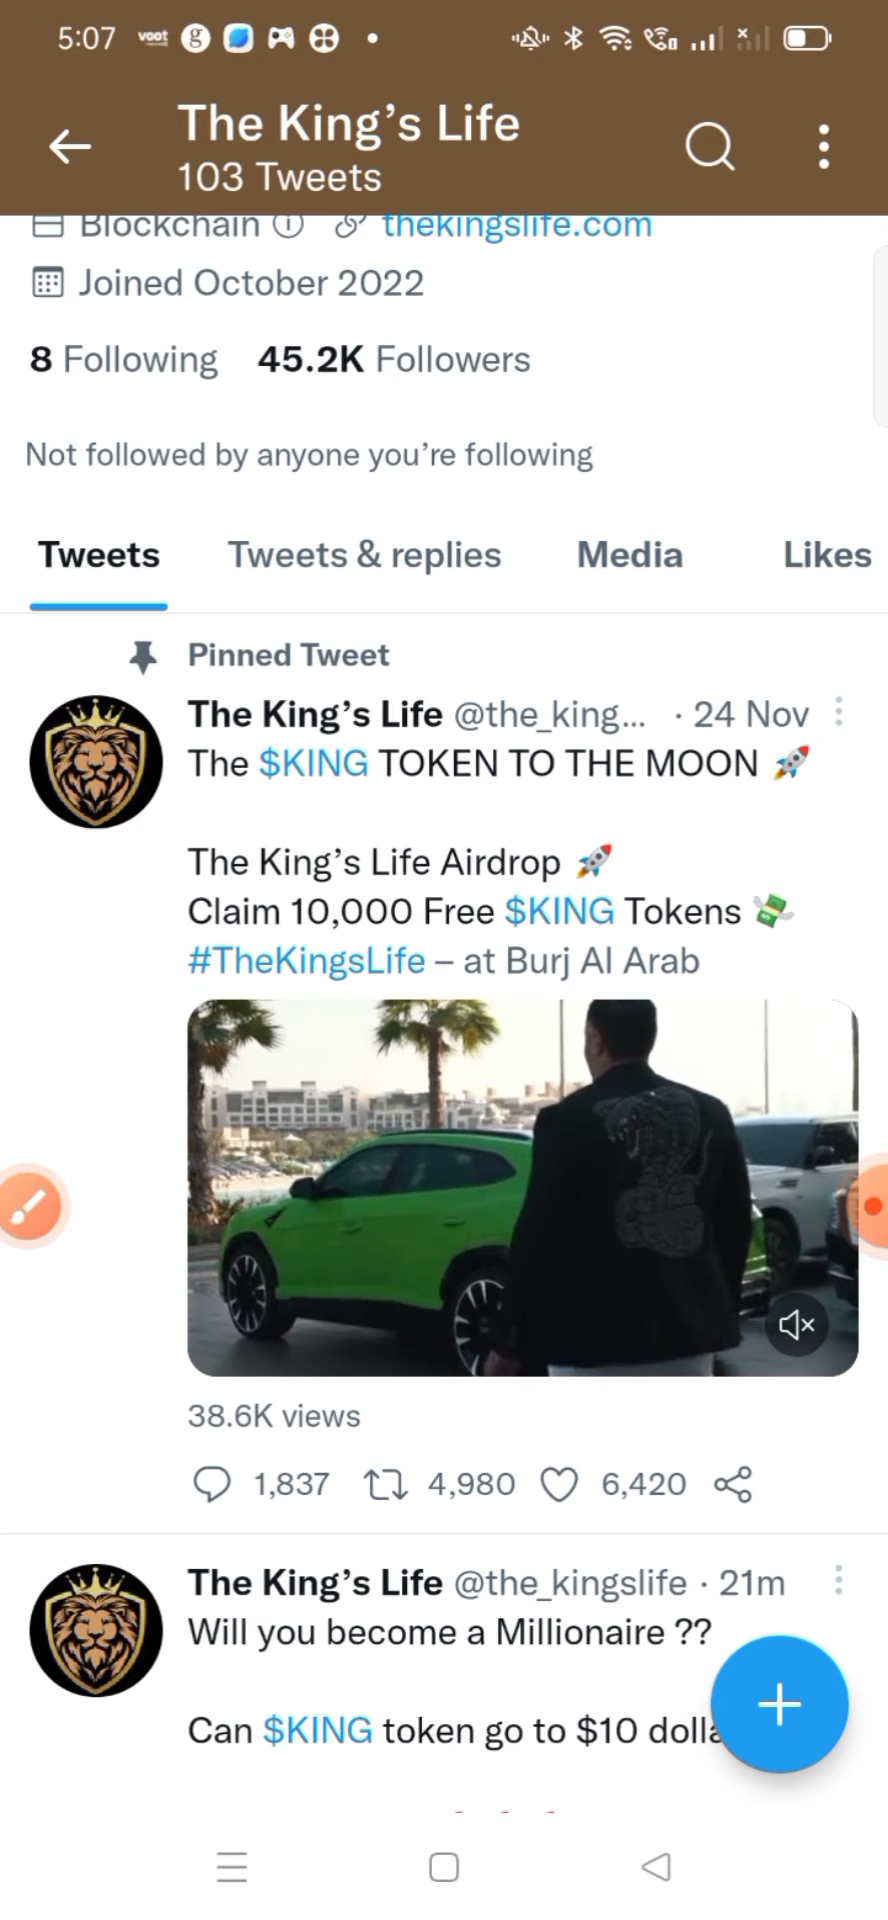 5:07 voot g
The King’s Life
103 Tweets
Blockchain thekingslife.com
Joined October 2022
8 Following 45.2K Followers
Not followed by anyone you’re following
Tweets Tweets & replies Media Likes
Pinned Tweet
The King’s Life @the_king... · 24 Nov
The $KING TOKEN TO THE MOON 🚀
The King’s Life Airdrop 🚀
Claim 10,000 Free $KING Tokens 💸
#TheKingsLife – at Burj Al Arab
38.6K views
1,837 4,980 6,420
The King’s Life @the_kingslife · 21m
Will you become a Millionaire ??
Can $KING token go to $10